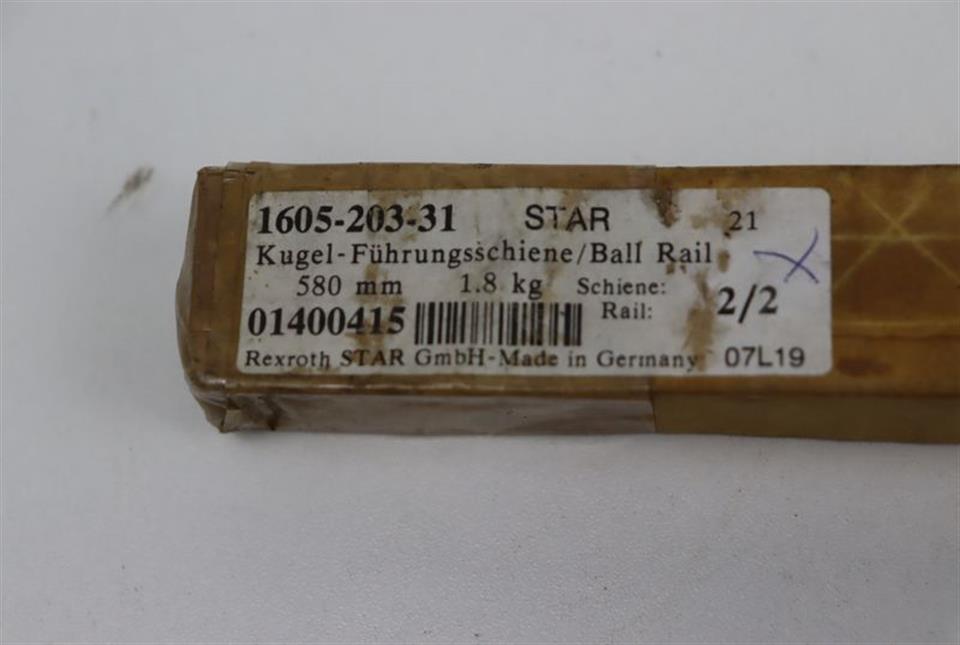 1605-203-31 STAR 21
Kugel-Führungsschiene/Ball Rail
580 mm 1.8 kg Schiene:
Rail: 2/2
01400415
Rexroth STAR GmbH-Made in Germany 07L19